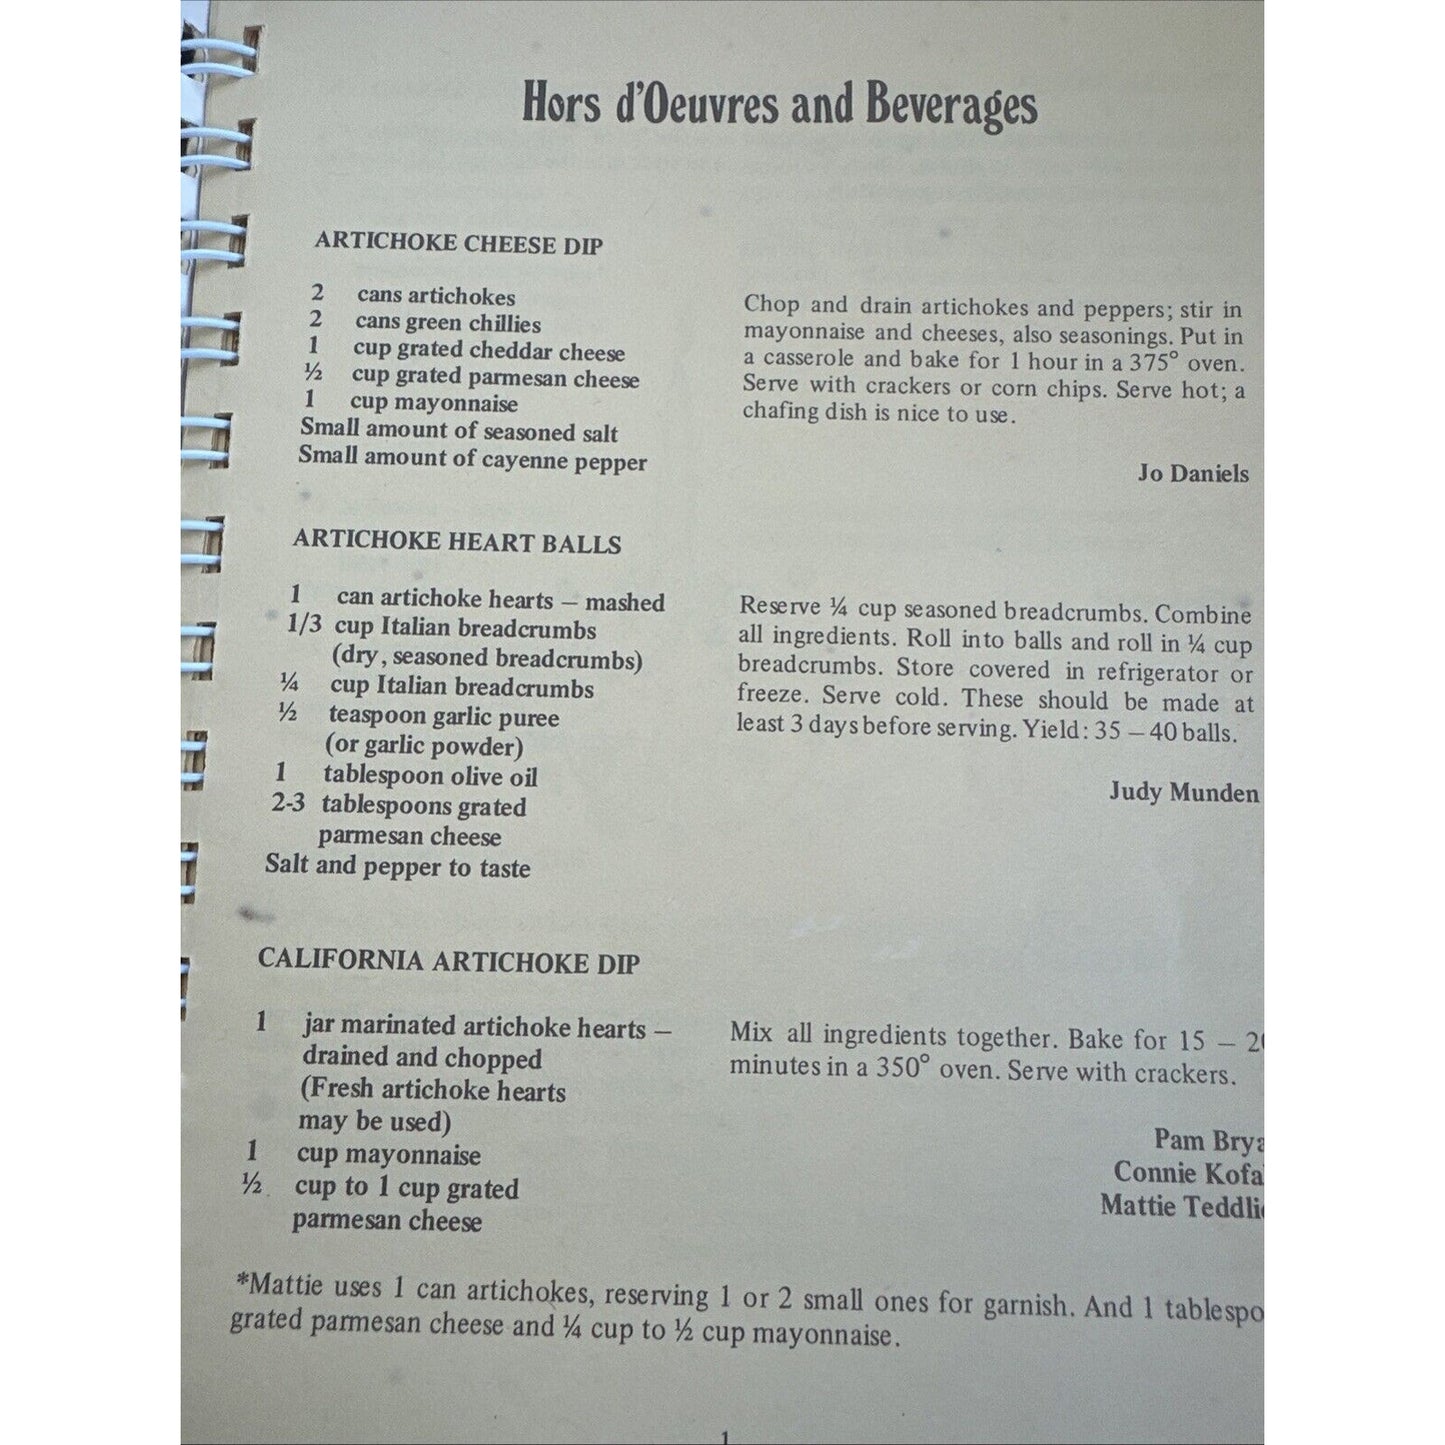 Hors d'Oeuvres and Beverages
ARTICHOKE CHEESE DIP
2 cans artichokes
2 cans green chillies
1 cup grated cheddar cheese
½ cup grated parmesan cheese
1 cup mayonnaise
Small amount of seasoned salt
Small amount of cayenne pepper
Chop and drain artichokes and peppers; stir in
mayonnaise and cheeses, also seasonings. Put in
a casserole and bake for 1 hour in a 375° oven.
Serve with crackers or corn chips. Serve hot; a
chafing dish is nice to use.
Jo Daniels
ARTICHOKE HEART BALLS
1 can artichoke hearts — mashed
1/3 cup Italian breadcrumbs
(dry, seasoned breadcrumbs)
¼ cup Italian breadcrumbs
½ teaspoon garlic puree
(or garlic powder)
1 tablespoon olive oil
2-3 tablespoons grated
parmesan cheese
Salt and pepper to taste
Reserve ¼ cup seasoned breadcrumbs. Combine
all ingredients. Roll into balls and roll in ¼ cup
breadcrumbs. Store covered in refrigerator or
freeze. Serve cold. These should be made at
least 3 days before serving. Yield: 35 — 40 balls.
Judy Munden
CALIFORNIA ARTICHOKE DIP
1 jar marinated artichoke hearts —
drained and chopped
(Fresh artichoke hearts
may be used)
1 cup mayonnaise
½ cup to 1 cup grated
parmesan cheese
Mix all ingredients together. Bake for 15 — 2
minutes in a 350° oven. Serve with crackers.
Pam Brya
Connie Kofa
Mattie Teddli
*Mattie uses 1 can artichokes, reserving 1 or 2 small ones for garnish. And 1 tablespo
grated parmesan cheese and ¼ cup to ½ cup mayonnaise.
1